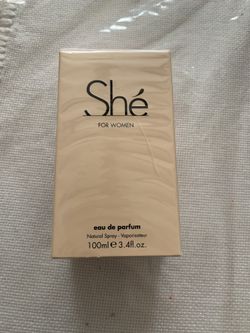 Shé
FOR WOMEN
eau de parfum
Natural Spray - Vaporisateur
100ml e 3.4fl.oz.